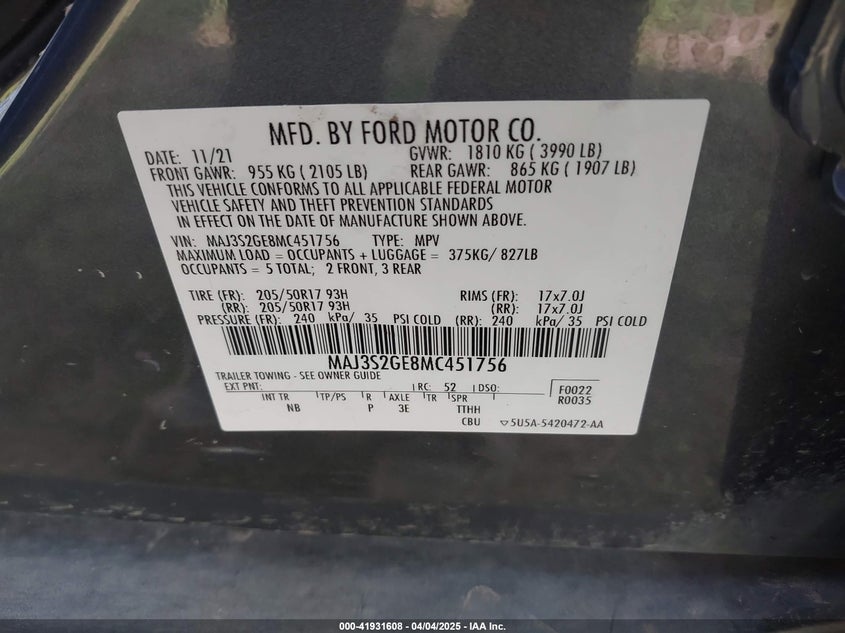 MFD. BY FORD MOTOR CO.
DATE: 11/21 GVWR: 1810 KG ( 3990 LB)
FRONT GAWR: 955 KG ( 2105 LB) REAR GAWR: 865 KG ( 1907 LB)
THIS VEHICLE CONFORMS TO ALL APPLICABLE FEDERAL MOTOR
VEHICLE SAFETY AND THEFT PREVENTION STANDARDS
IN EFFECT ON THE DATE OF MANUFACTURE SHOWN ABOVE.
VIN: MAJ3S2GE8MC451756 TYPE: MPV
MAXIMUM LOAD = OCCUPANTS + LUGGAGE = 375KG/ 827LB
OCCUPANTS = 5 TOTAL; 2 FRONT, 3 REAR
TIRE (FR): 205/50R17 93H RIMS (FR): 17x7.0J
(RR): 205/50R17 93H (RR): 17x7.0J
PRESSURE (FR): 240 kPa/ 35 PSI COLD (RR): 240 kPa/ 35 PSI COLD
MAJ3S2GE8MC451756
TRAILER TOWING - SEE OWNER GUIDE
EXT PNT: RC: 52 DSO: F0022
INT TR TP/PS R AXLE TR SPR R0035
NB P 3E TTHH
CBU 5U5A-5420472-AA
000-41931608 - 04/04/2025 - IAA Inc.